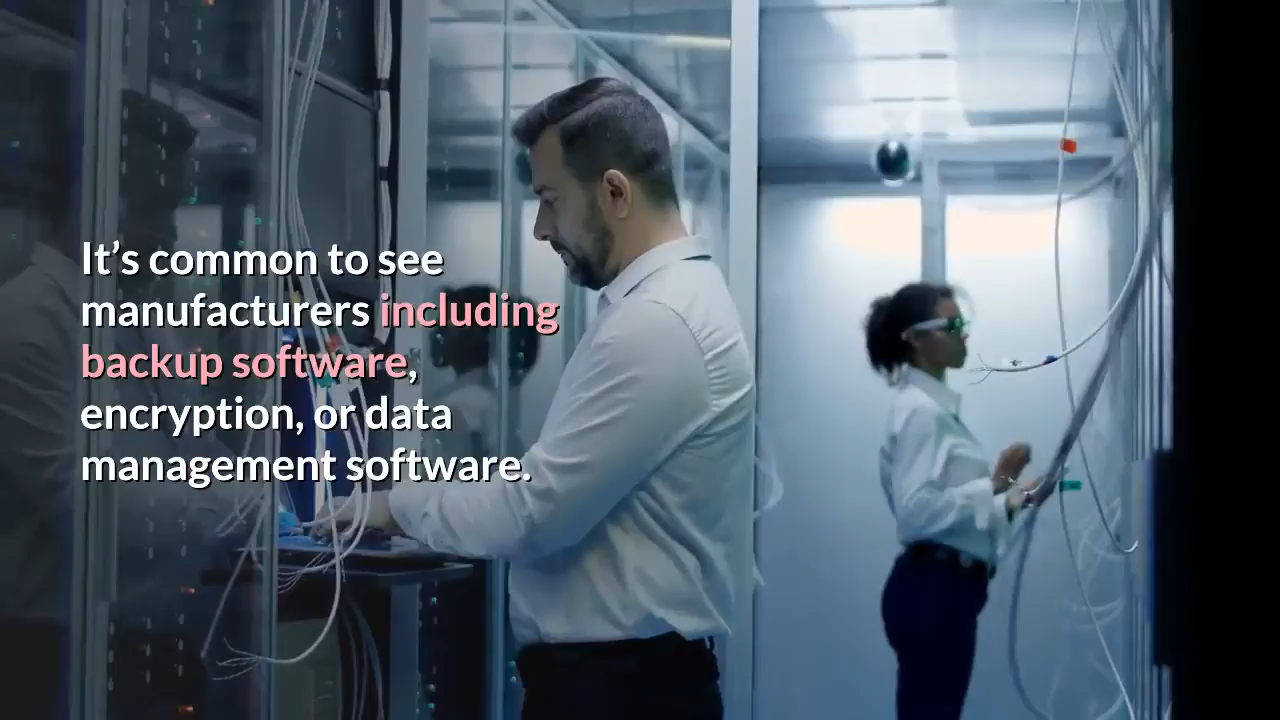 It’s common to see
manufacturers including
backup software,
encryption, or data
management software.